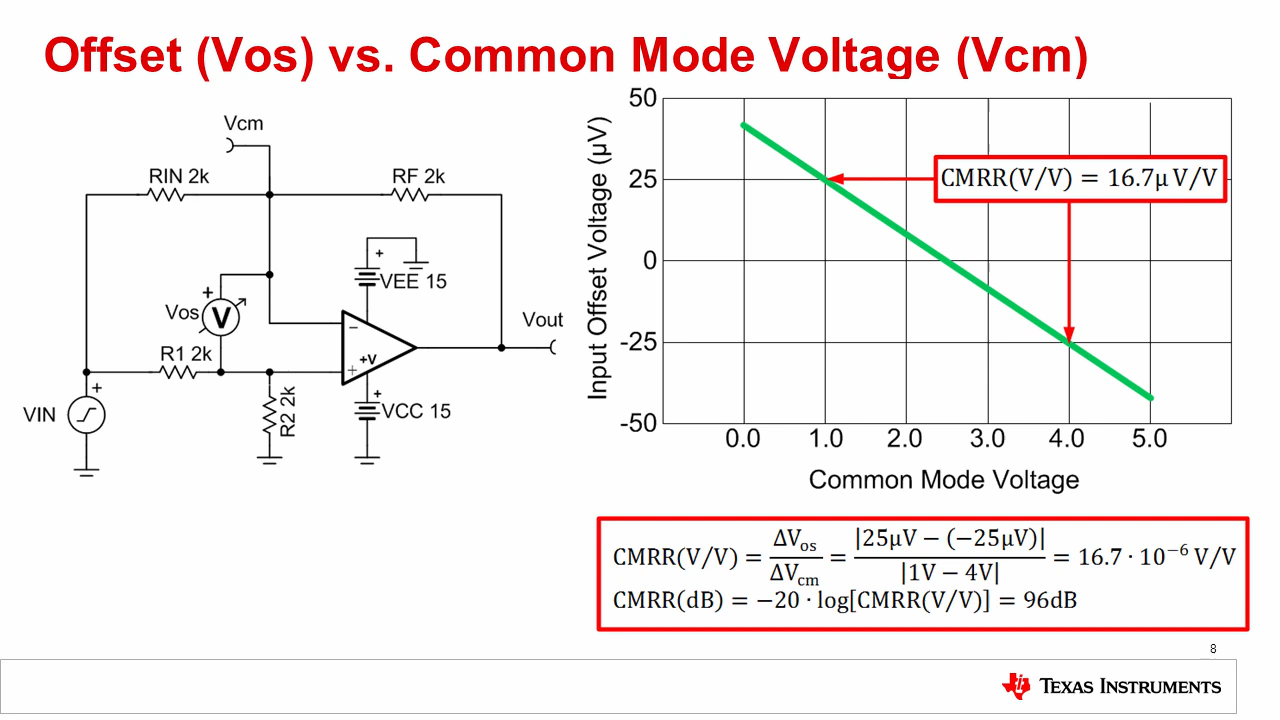 Offset (Vos) vs. Common Mode Voltage (Vcm)
Vcm
RIN 2k
RF 2k
+
VEE 15
+
Vos
V
R1 2k
−
+V
+
Vout
+
VIN
R2 2k
+
VCC 15
Input Offset Voltage (µV)
50
25
0
-25
-50
CMRR(V/V) = 16.7µ V/V
0.0 1.0 2.0 3.0 4.0 5.0
Common Mode Voltage
CMRR(V/V) = ΔVos/ΔVcm = |25µV − (−25µV)|/|1V − 4V| = 16.7 · 10⁻⁶ V/V
CMRR(dB) = −20 · log[CMRR(V/V)] = 96dB
8
TEXAS INSTRUMENTS